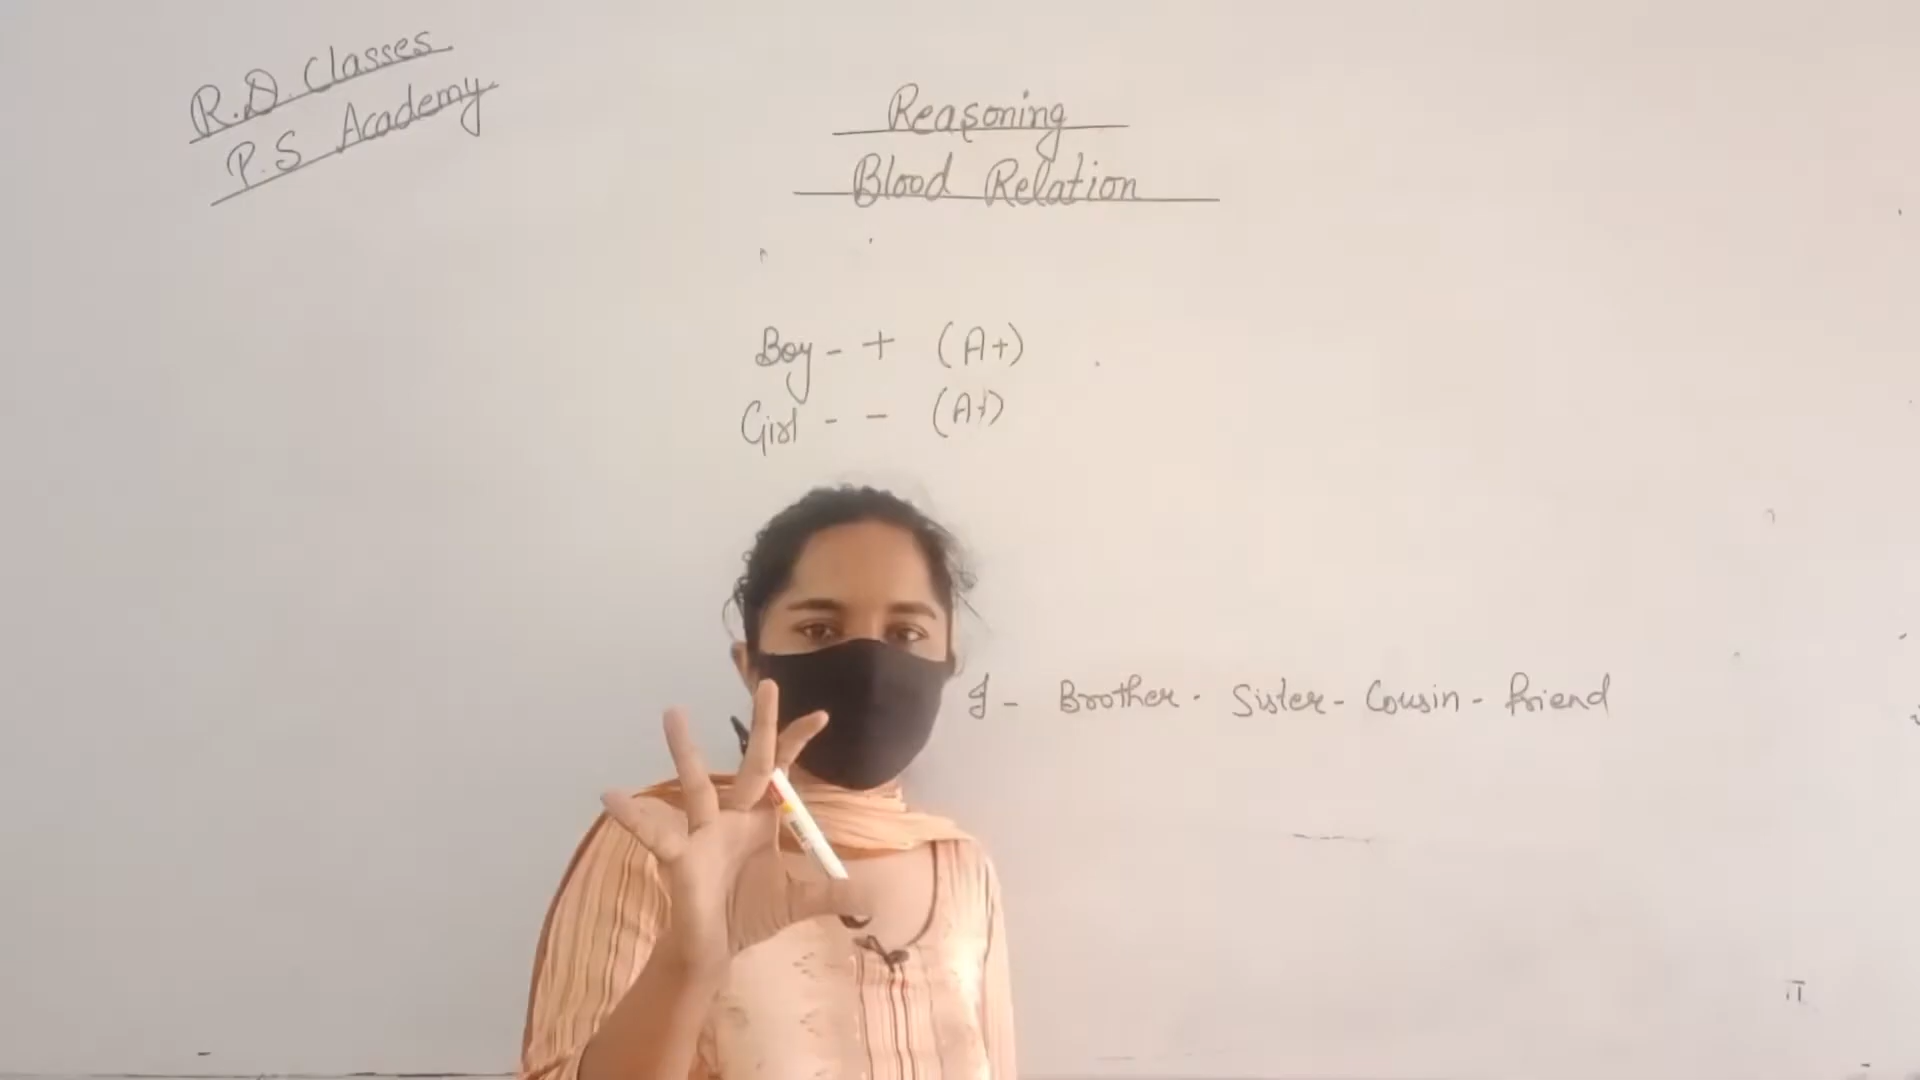 R.D. Classes
P.S Academy
Reasoning
Blood Relation
Boy - + (A+)
Girl - - (A+)
I - Brother - Sister - Cousin - friend